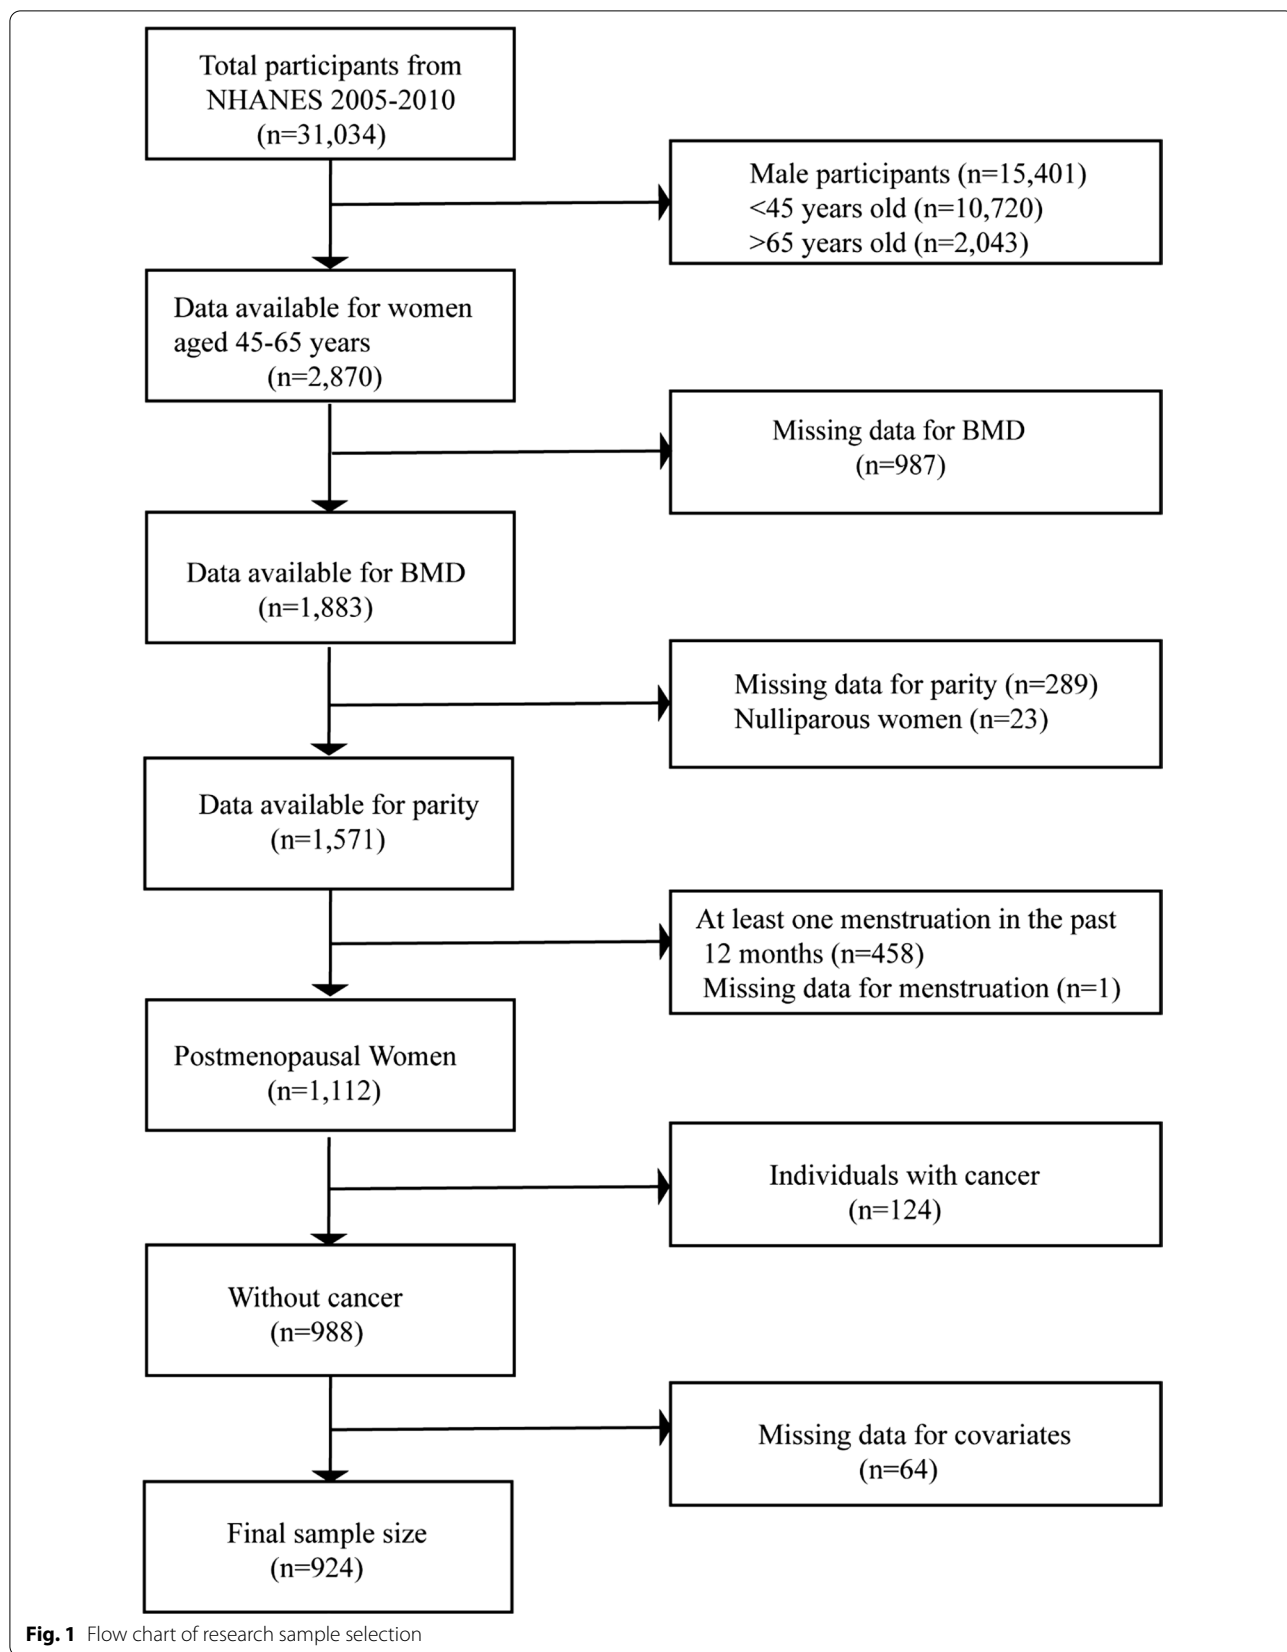 Total participants from
NHANES 2005-2010
(n=31,034)
Male participants (n=15,401)
<45 years old (n=10,720)
>65 years old (n=2,043)
Data available for women
aged 45-65 years
(n=2,870)
Missing data for BMD
(n=987)
Data available for BMD
(n=1,883)
Missing data for parity (n=289)
Nulliparous women (n=23)
Data available for parity
(n=1,571)
At least one menstruation in the past
12 months (n=458)
Missing data for menstruation (n=1)
Postmenopausal Women
(n=1,112)
Individuals with cancer
(n=124)
Without cancer
(n=988)
Missing data for covariates
(n=64)
Final sample size
(n=924)
Fig. 1 Flow chart of research sample selection